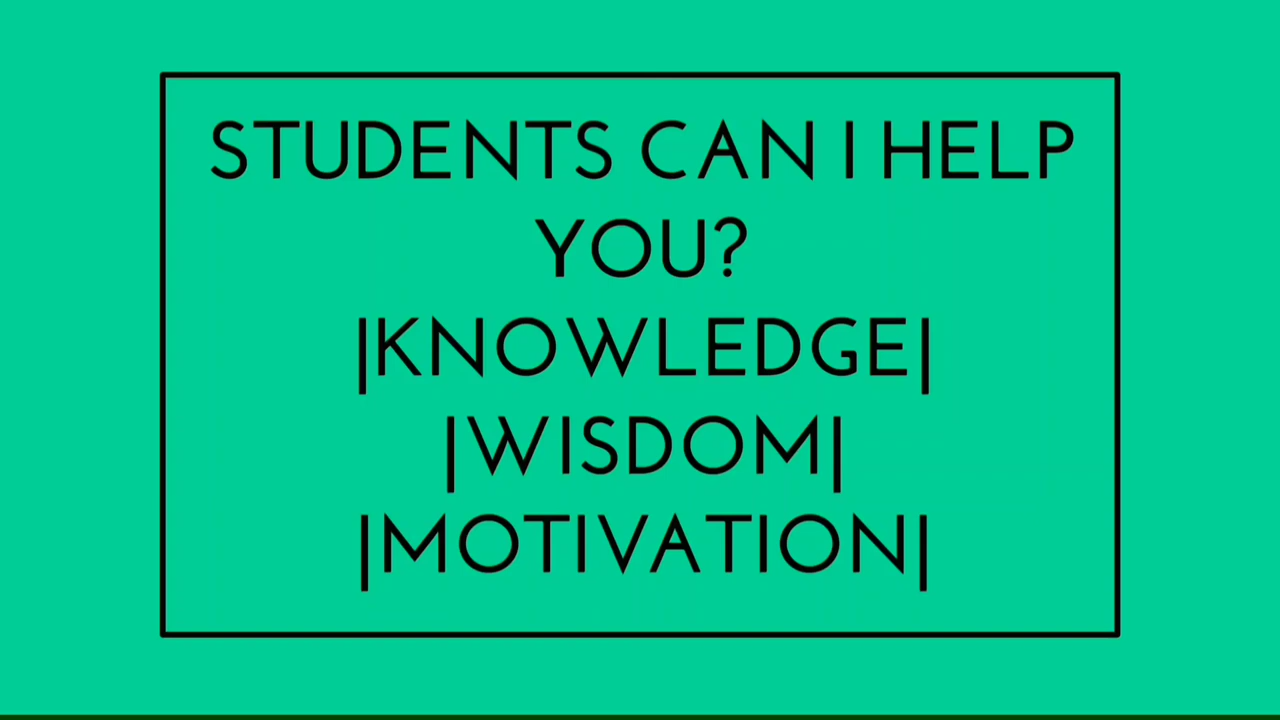 STUDENTS CAN I HELP
YOU?
|KNOWLEDGE|
|WISDOM|
|MOTIVATION|